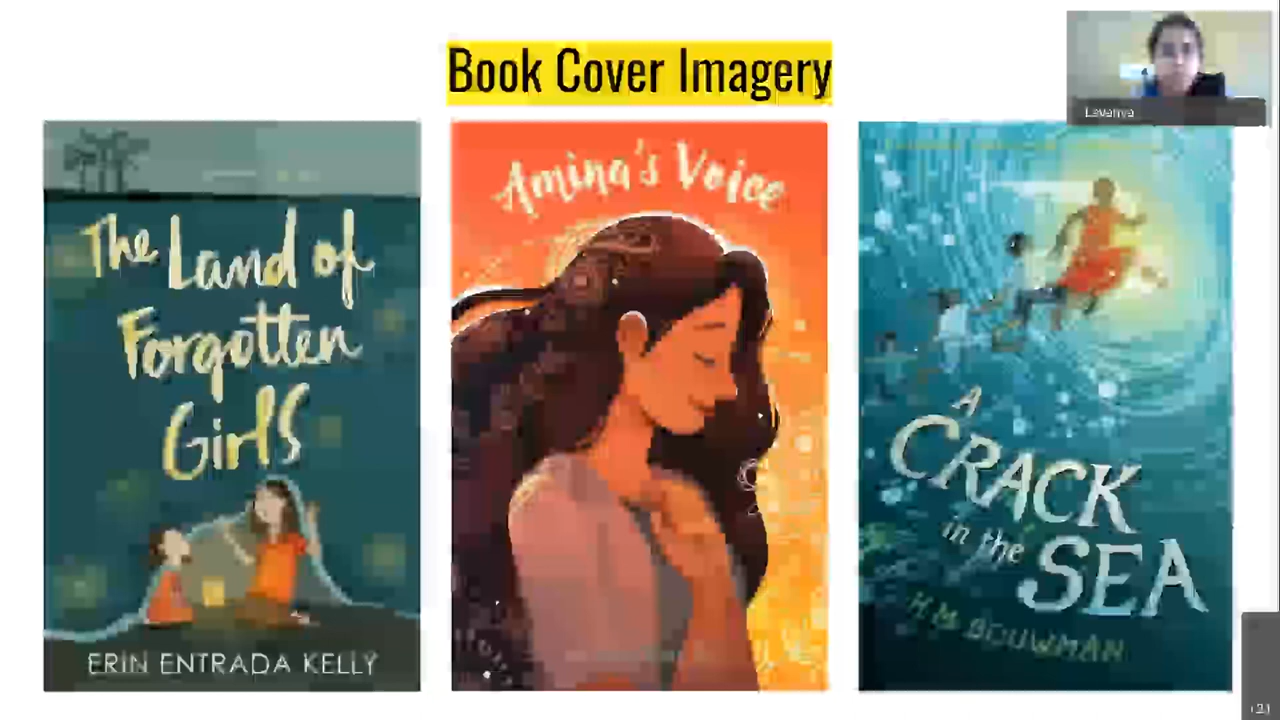 Book Cover Imagery
Lavanya
The Land of
Forgotten
Girls
ERIN ENTRADA KELLY
Amina's Voice
A
CRACK
in the
SEA
H.M. BOUWMAN